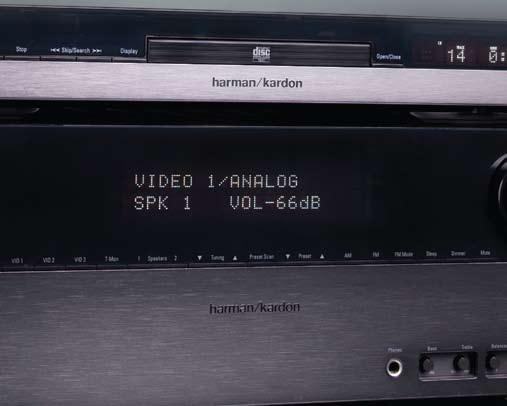 Stop Skip/Search Display disc Open/Close 14
harman/kardon
VIDEO 1/ANALOG
SPK 1 VOL-66dB
VID 1 VID 2 VID 3 T-Mon 1 Speakers 2 Tuning Preset Scan Preset AM FM FM Mode Sleep Dimmer Mute
harman/kardon
Phones Bass Treble Balance